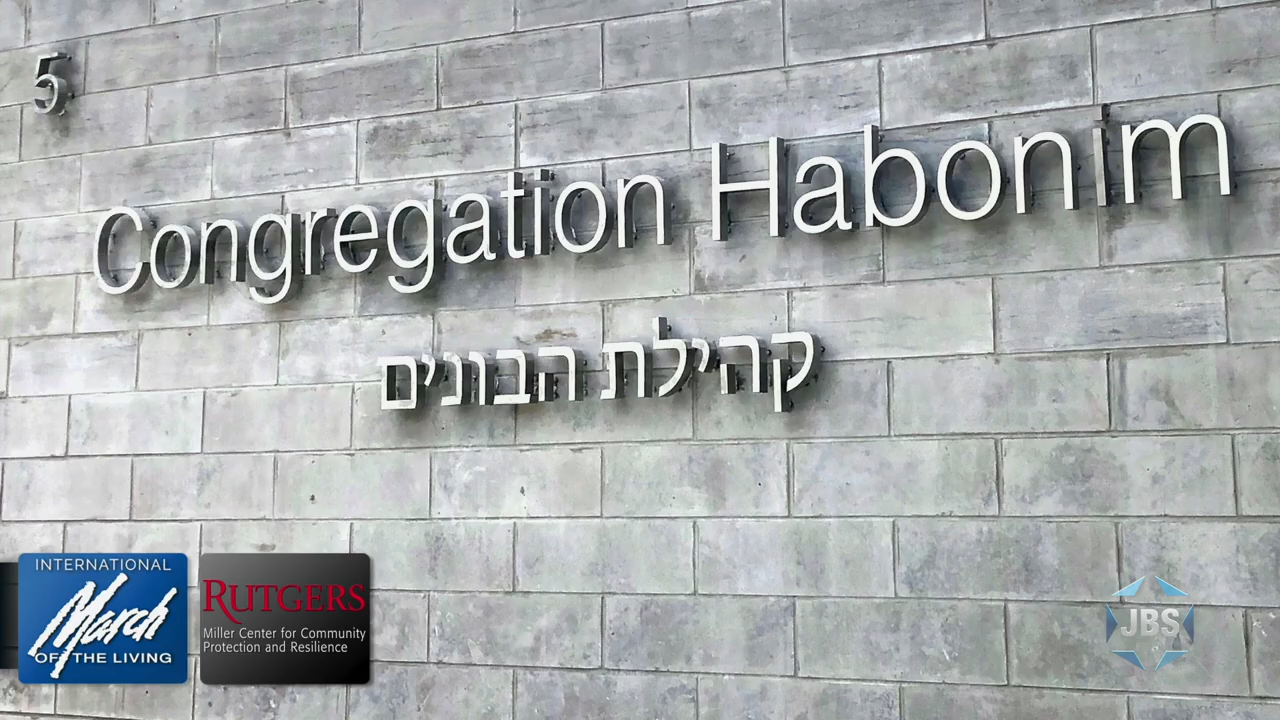 5
Congregation Habonim
קהילת הבונים
INTERNATIONAL
March
OF THE LIVING
RUTGERS
Miller Center for Community
Protection and Resilience
JBS